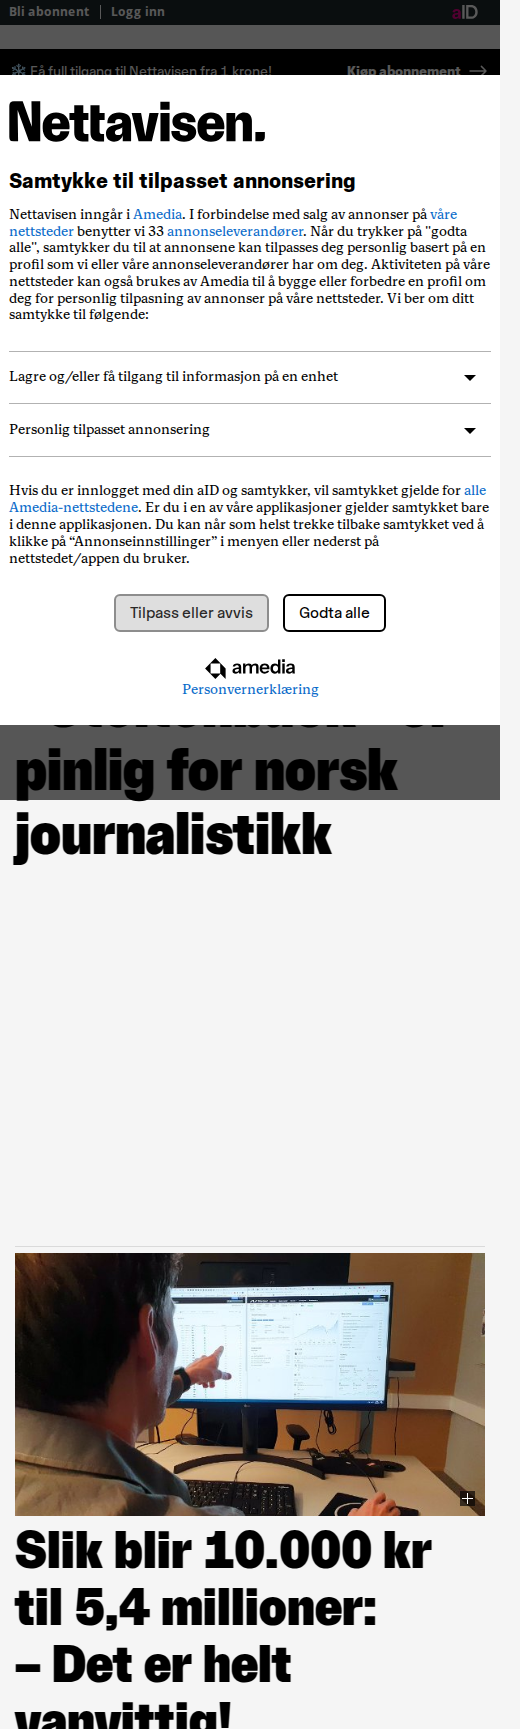 Bli abonnent | Logg inn
aID
Få full tilgang til Nettavisen fra 1 krone!
Kjøp abonnement →
Nettavisen.
Samtykke til tilpasset annonsering
Nettavisen inngår i Amedia. I forbindelse med salg av annonser på våre
nettsteder benytter vi 33 annonseleverandører. Når du trykker på "godta
alle", samtykker du til at annonsene kan tilpasses deg personlig basert på en
profil som vi eller våre annonseleverandører har om deg. Aktiviteten på våre
nettsteder kan også brukes av Amedia til å bygge eller forbedre en profil om
deg for personlig tilpasning av annonser på våre nettsteder. Vi ber om ditt
samtykke til følgende:
Lagre og/eller få tilgang til informasjon på en enhet
Personlig tilpasset annonsering
Hvis du er innlogget med din aID og samtykker, vil samtykket gjelde for alle
Amedia-nettstedene. Er du i en av våre applikasjoner gjelder samtykket bare
i denne applikasjonen. Du kan når som helst trekke tilbake samtykket ved å
klikke på “Annonseinnstillinger” i menyen eller nederst på
nettstedet/appen du bruker.
Tilpass eller avvis
Godta alle
amedia
Personvernerklæring
pinlig for norsk
journalistikk
Slik blir 10.000 kr
til 5,4 millioner:
– Det er helt
vanvittig!